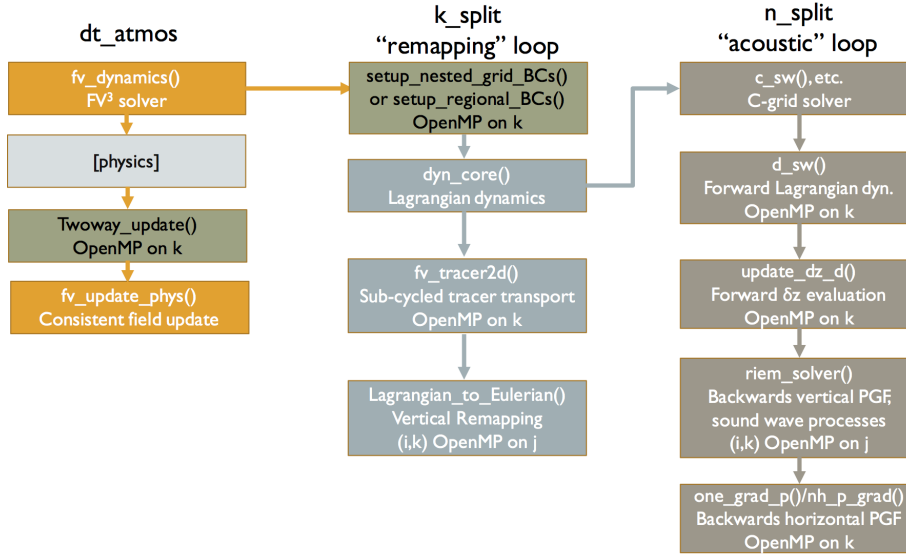 dt_atmos
fv_dynamics()
FV³ solver
[physics]
Twoway_update()
OpenMP on k
fv_update_phys()
Consistent field update
k_split
“remapping” loop
setup_nested_grid_BCs()
or setup_regional_BCs()
OpenMP on k
dyn_core()
Lagrangian dynamics
fv_tracer2d()
Sub-cycled tracer transport
OpenMP on k
Lagrangian_to_Eulerian()
Vertical Remapping
(i,k) OpenMP on j
n_split
“acoustic” loop
c_sw(), etc.
C-grid solver
d_sw()
Forward Lagrangian dyn.
OpenMP on k
update_dz_d()
Forward δz evaluation
OpenMP on k
riem_solver()
Backwards vertical PGF,
sound wave processes
(i,k) OpenMP on j
one_grad_p()/nh_p_grad()
Backwards horizontal PGF
OpenMP on k